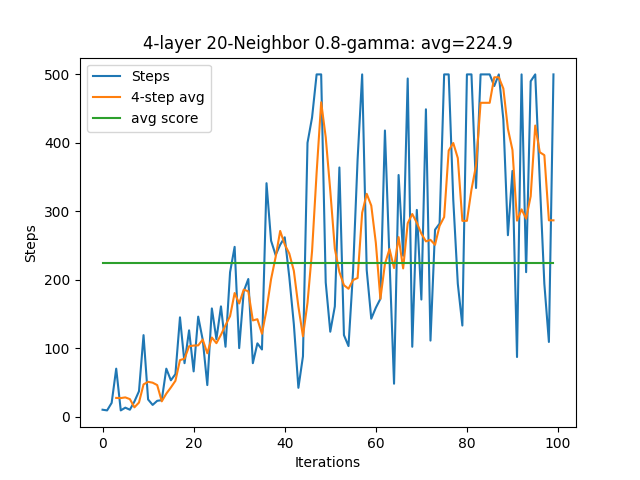 4-layer 20-Neighbor 0.8-gamma: avg=224.9
Steps
4-step avg
avg score
500
400
300
200
100
0
Steps
0 20 40 60 80 100
Iterations